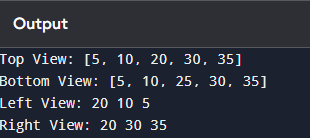 Output
Top View: [5, 10, 20, 30, 35]
Bottom View: [5, 10, 25, 30, 35]
Left View: 20 10 5
Right View: 20 30 35